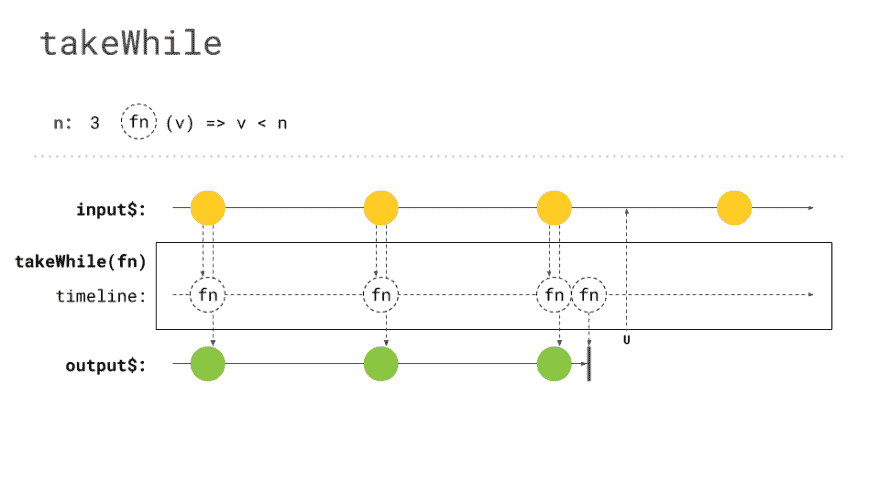 takeWhile
n: 3 fn (v) => v < n
input$:
takeWhile(fn)
timeline: fn fn fn fn
U
output$: